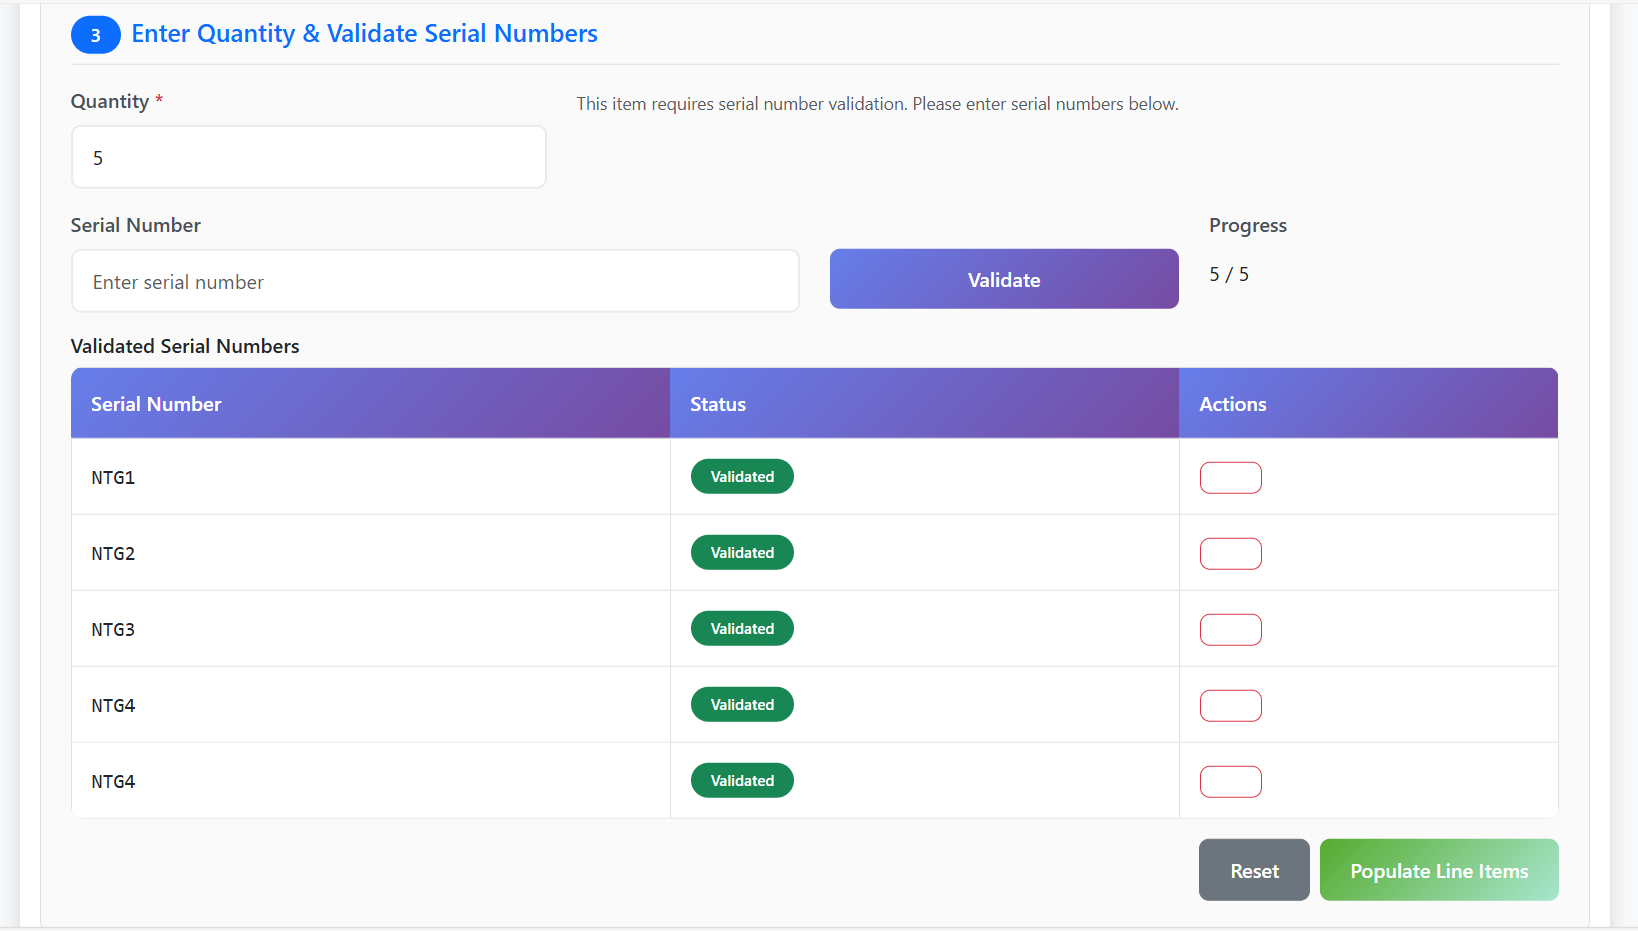 3 Enter Quantity & Validate Serial Numbers
Quantity *
This item requires serial number validation. Please enter serial numbers below.
5
Serial Number
Progress
Enter serial number
Validate
5 / 5
Validated Serial Numbers
Serial Number Status Actions
NTG1 Validated
NTG2 Validated
NTG3 Validated
NTG4 Validated
NTG4 Validated
Reset Populate Line Items